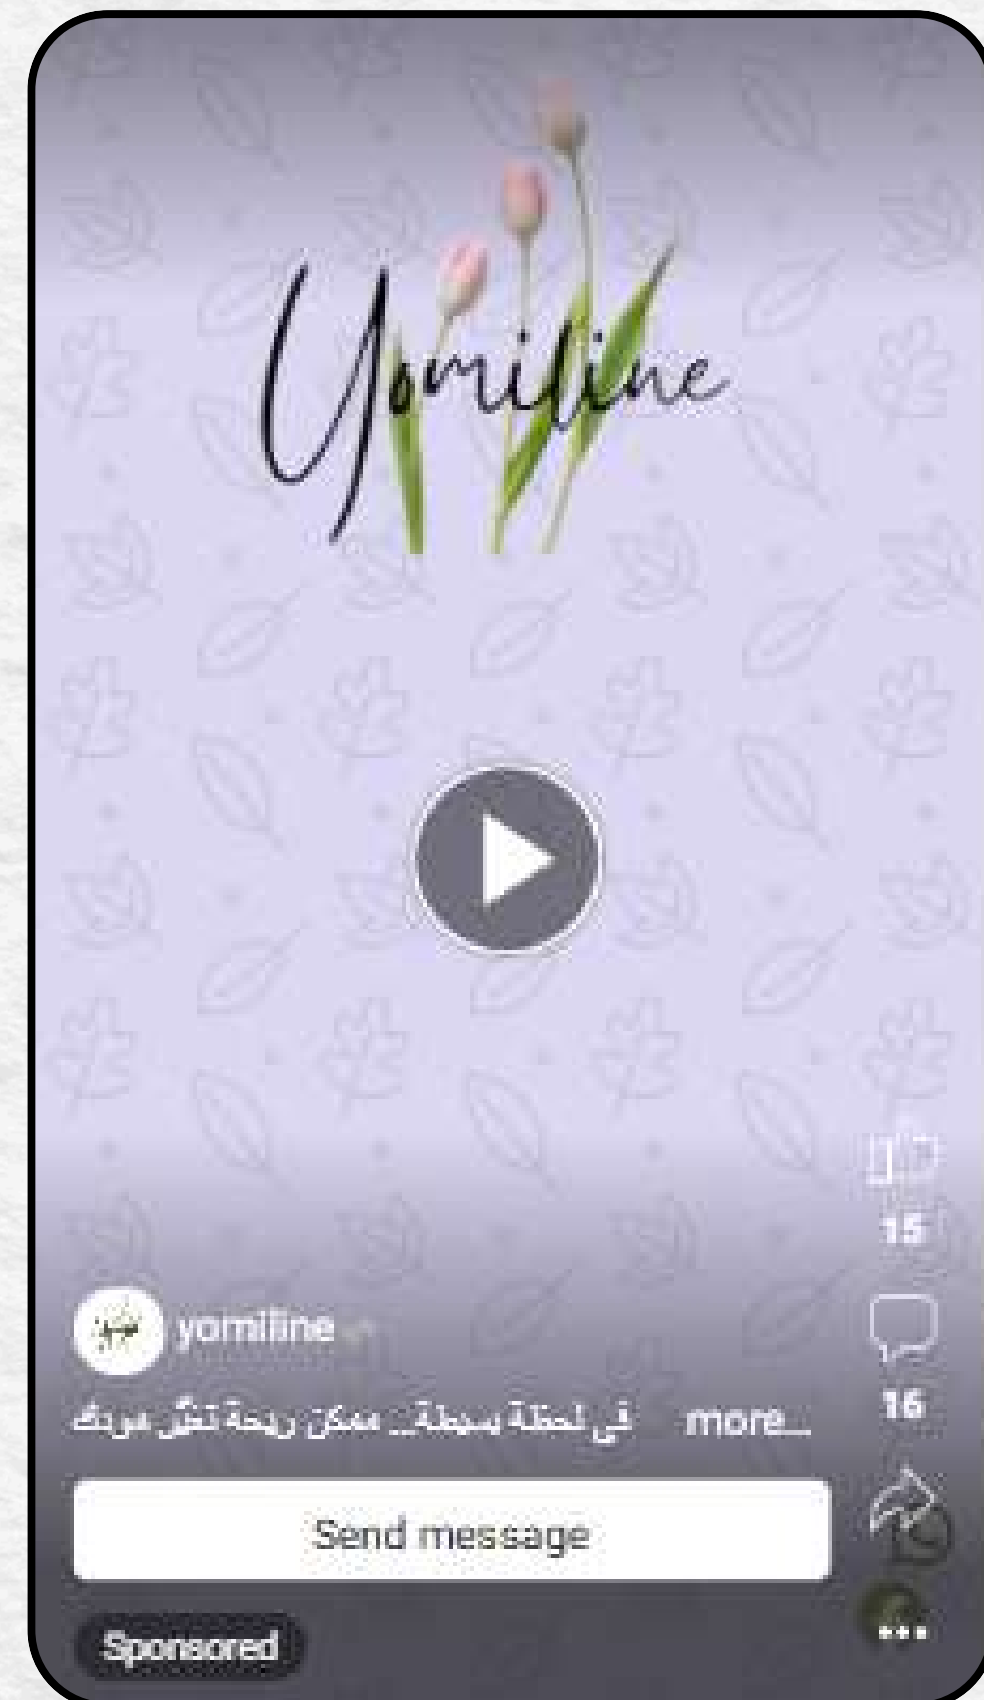 Yomiline
15
yomiline
16
في لحظة بسيطة... ممكن ريحة تغيّر مودك
more...
Send message
Sponsored